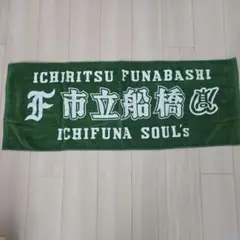 ICHIRITSU FUNABASHI
F 市立船橋
ICHIFUNA SOUL's